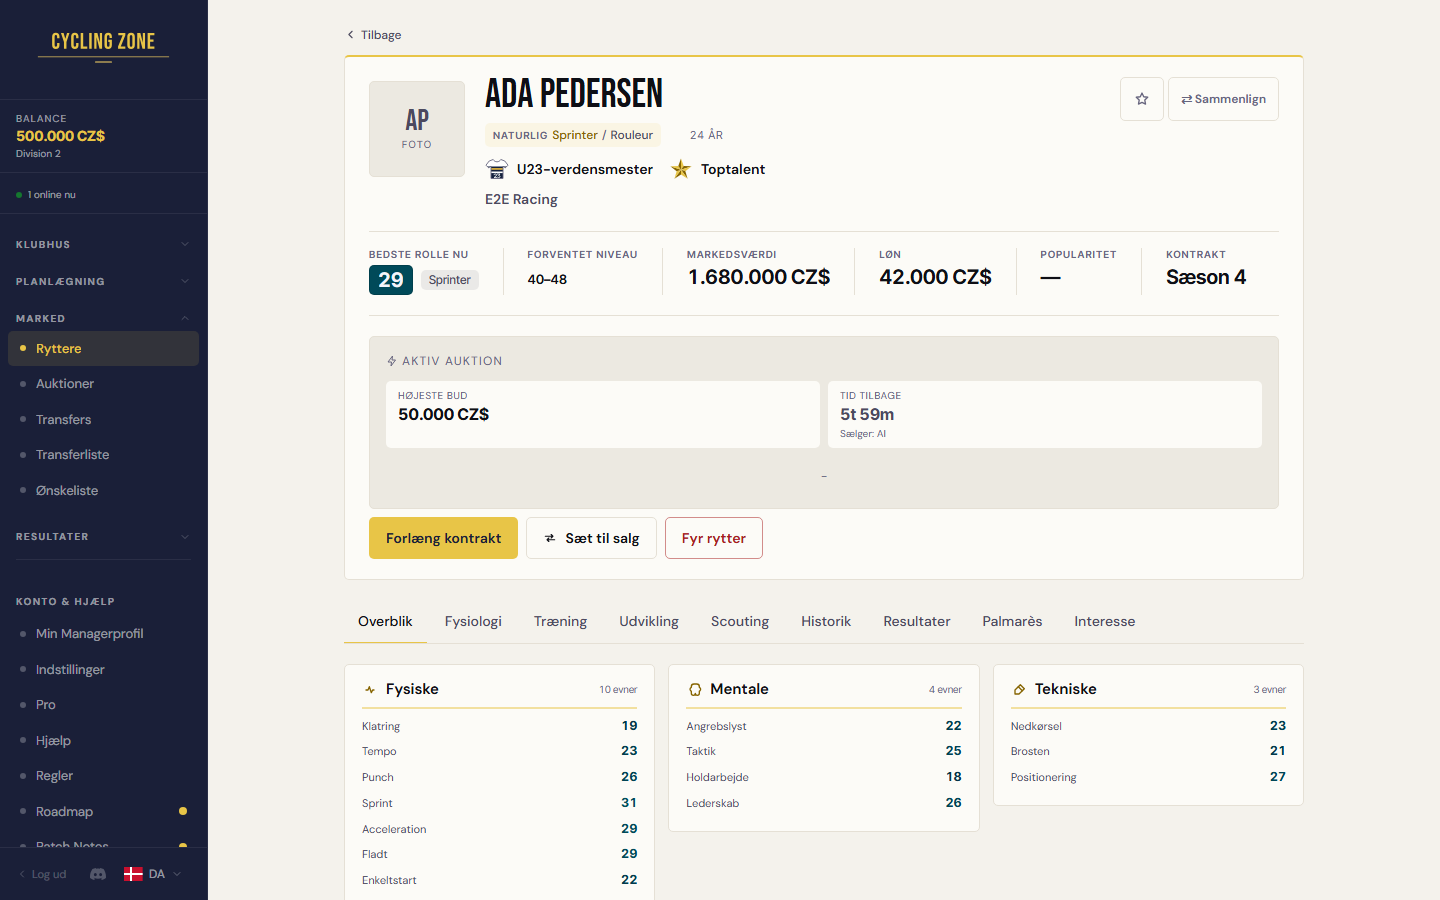 CYCLING ZONE
BALANCE
500.000 CZ$
Division 2
1 online nu
KLUBHUS
PLANLÆGNING
MARKED
Ryttere
Auktioner
Transfers
Transferliste
Ønskeliste
RESULTATER
KONTO & HJÆLP
Min Managerprofil
Indstillinger
Pro
Hjælp
Regler
Roadmap
Patch Notes
Log ud
DA
Tilbage
AP
FOTO
ADA PEDERSEN
NATURLIG Sprinter / Rouleur
24 ÅR
23
U23-verdensmester
Toptalent
E2E Racing
Sammenlign
BEDSTE ROLLE NU
29 Sprinter
FORVENTET NIVEAU
40–48
MARKEDSVÆRDI
1.680.000 CZ$
LØN
42.000 CZ$
POPULARITET
—
KONTRAKT
Sæson 4
AKTIV AUKTION
HØJESTE BUD
50.000 CZ$
TID TILBAGE
5t 59m
Sælger: AI
–
Forlæng kontrakt
Sæt til salg
Fyr rytter
Overblik
Fysiologi
Træning
Udvikling
Scouting
Historik
Resultater
Palmarès
Interesse
Fysiske 10 evner
Klatring 19
Tempo 23
Punch 26
Sprint 31
Acceleration 29
Fladt 29
Enkeltstart 22
Mentale 4 evner
Angrebslyst 22
Taktik 25
Holdarbejde 18
Lederskab 26
Tekniske 3 evner
Nedkørsel 23
Brosten 21
Positionering 27